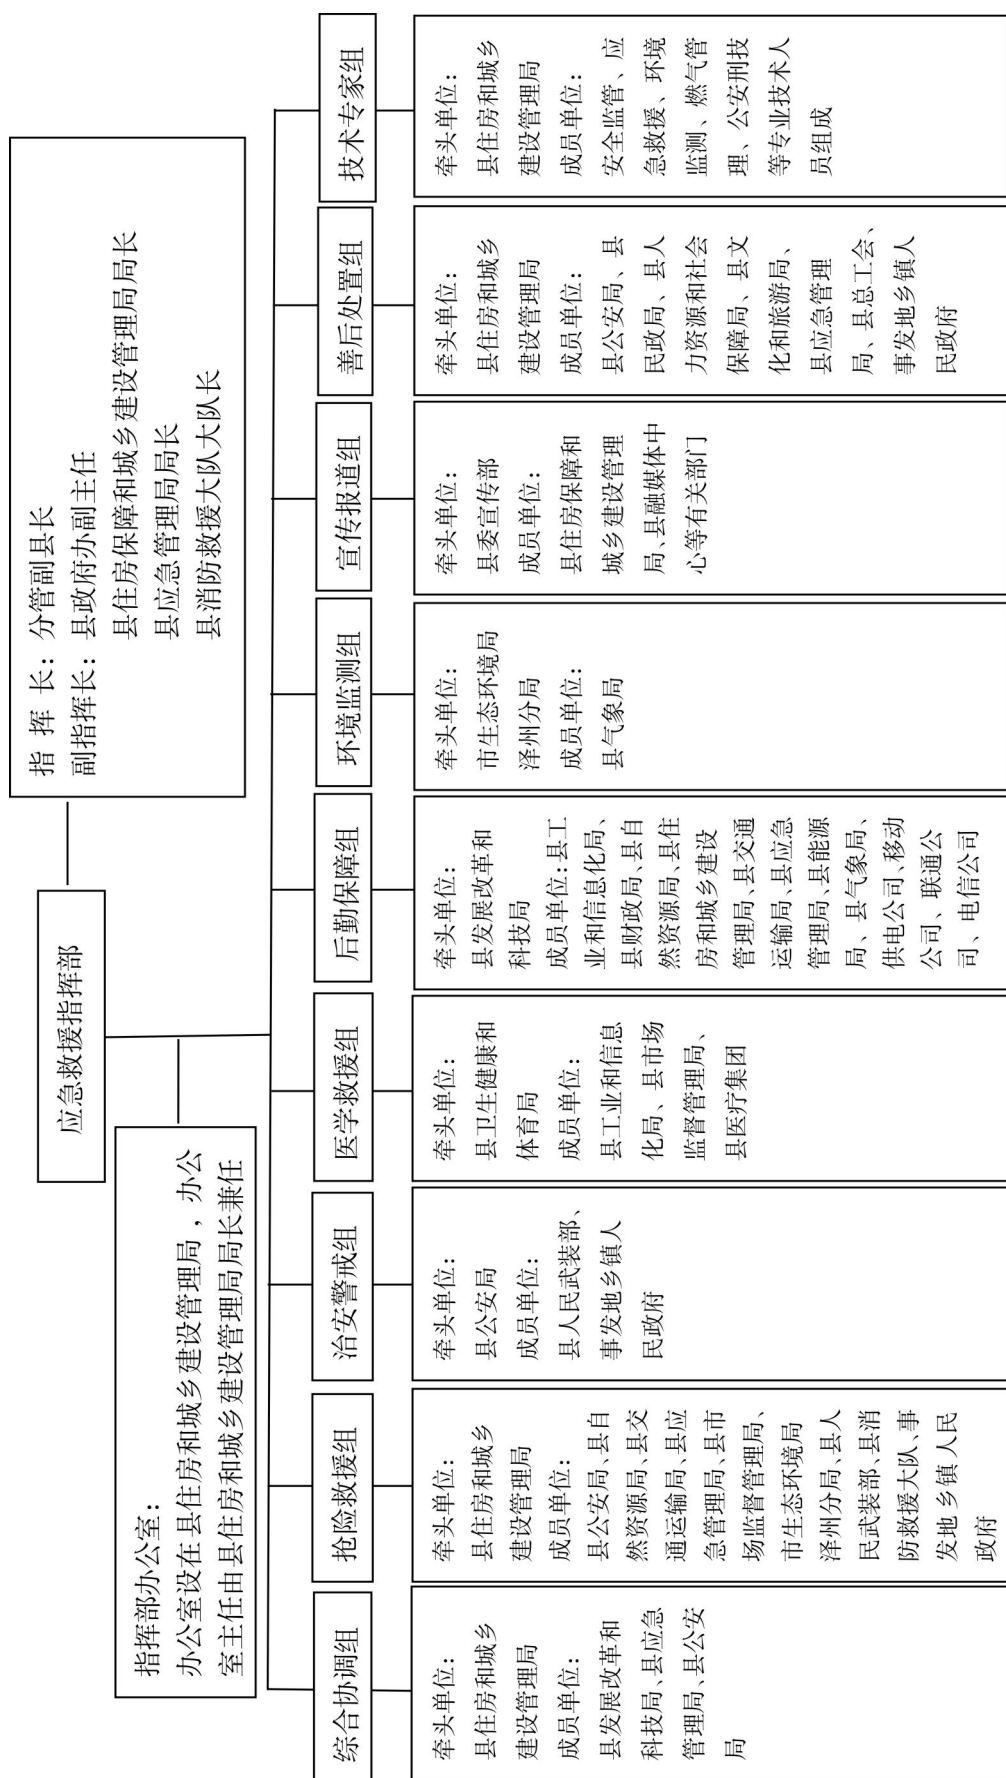 应急救援指挥部
指 挥 长：分管副县长
副指挥长：县政府办副主任
县住房保障和城乡建设管理局局长
县应急管理局局长
县消防救援大队大队长
指挥部办公室：
办公室设在县住房和城乡建设管理局，办公
室主任由县住房和城乡建设管理局局长兼任
综合协调组
牵头单位：
县住房和城乡
建设管理局
成员单位：
县发展改革和
科技局、县应急
管理局、县公安
局
抢险救援组
牵头单位：
县住房和城乡
建设管理局
成员单位：
县公安局、县自
然资源局、县交
通运输局、县应
急管理局、县市
场监督管理局、
市生态环境局
泽州分局、县人
民武装部、县消
防救援大队、事
发地乡镇人民
政府
治安警戒组
牵头单位：
县公安局
成员单位：
县人民武装部、
事发地乡镇人
民政府
医学救援组
牵头单位：
县卫生健康和
体育局
成员单位：
县工业和信息
化局、县市场
监督管理局、
县医疗集团
后勤保障组
牵头单位：
县发展改革和
科技局
成员单位：县工
业和信息化局、
县财政局、县自
然资源局、县住
房和城乡建设
管理局、县交通
运输局、县应急
管理局、县能源
局、县气象局、
供电公司、移动
公司、联通公
司、电信公司
环境监测组
牵头单位：
市生态环境局
泽州分局
成员单位：
县气象局
宣传报道组
牵头单位：
县委宣传部
成员单位：
县住房保障和
城乡建设管理
局、县融媒体中
心等有关部门
善后处置组
牵头单位：
县住房和城乡
建设管理局
成员单位：
县公安局、县
民政局、县人
力资源和社会
保障局、县文
化和旅游局、
县应急管理
局、县总工会、
事发地乡镇人
民政府
技术专家组
牵头单位：
县住房和城乡
建设管理局
成员单位：
安全监管、应
急救援、环境
监测、燃气管
理、公安刑技
等专业技术人
员组成